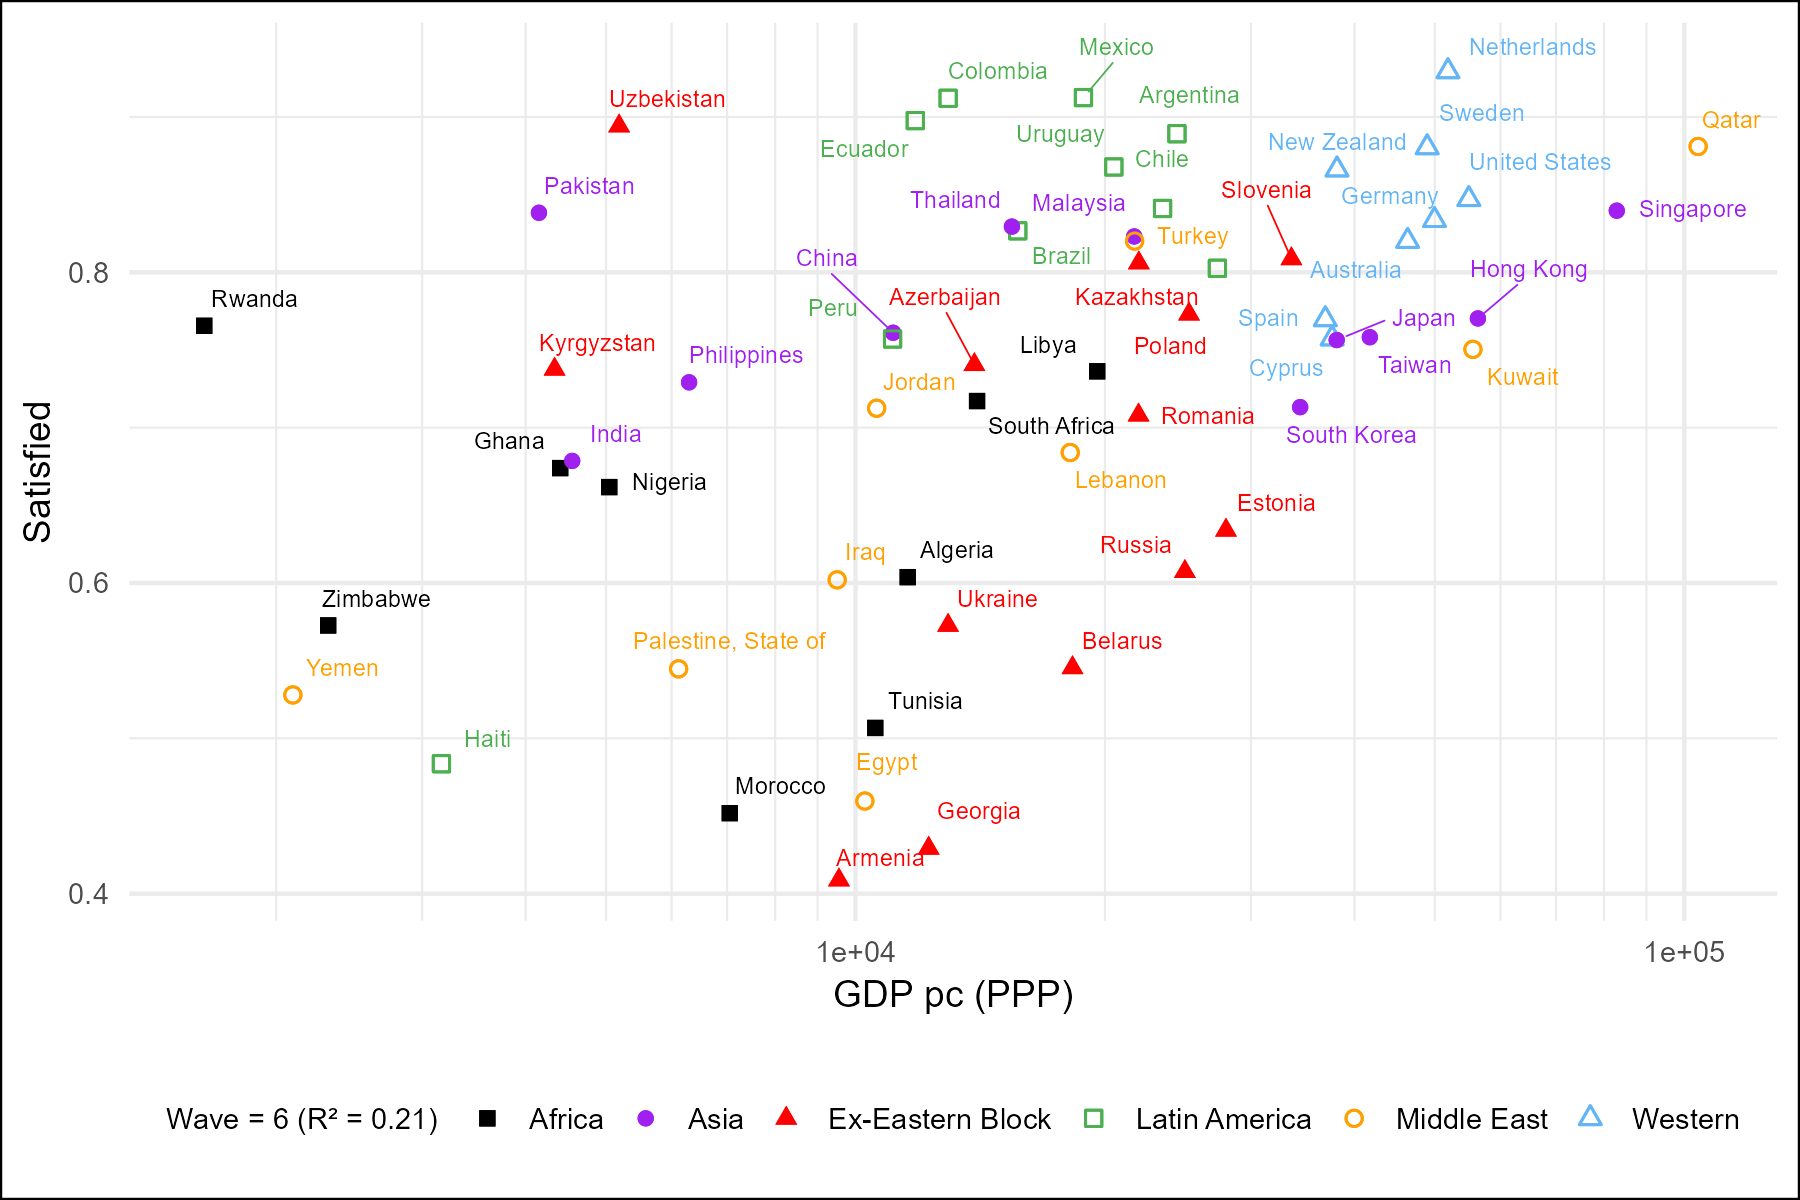 Netherlands
Mexico
Colombia
Argentina
Uzbekistan
Sweden
Qatar
Uruguay
New Zealand
Ecuador
Chile
United States
Pakistan
Slovenia
Germany
Thailand
Malaysia
Singapore
Turkey
Brazil
China
0.8
Australia
Hong Kong
Rwanda
Azerbaijan
Kazakhstan
Peru
Spain
Japan
Kyrgyzstan
Libya
Poland
Philippines
Cyprus
Taiwan
Jordan
Kuwait
Romania
South Africa
Ghana
India
South Korea
Satisfied
Nigeria
Lebanon
Estonia
Russia
Iraq
Algeria
0.6
Zimbabwe
Ukraine
Palestine, State of
Belarus
Yemen
Tunisia
Haiti
Egypt
Morocco
Georgia
Armenia
0.4
1e+04 1e+05
GDP pc (PPP)
Wave = 6 (R² = 0.21) Africa Asia Ex-Eastern Block Latin America Middle East Western